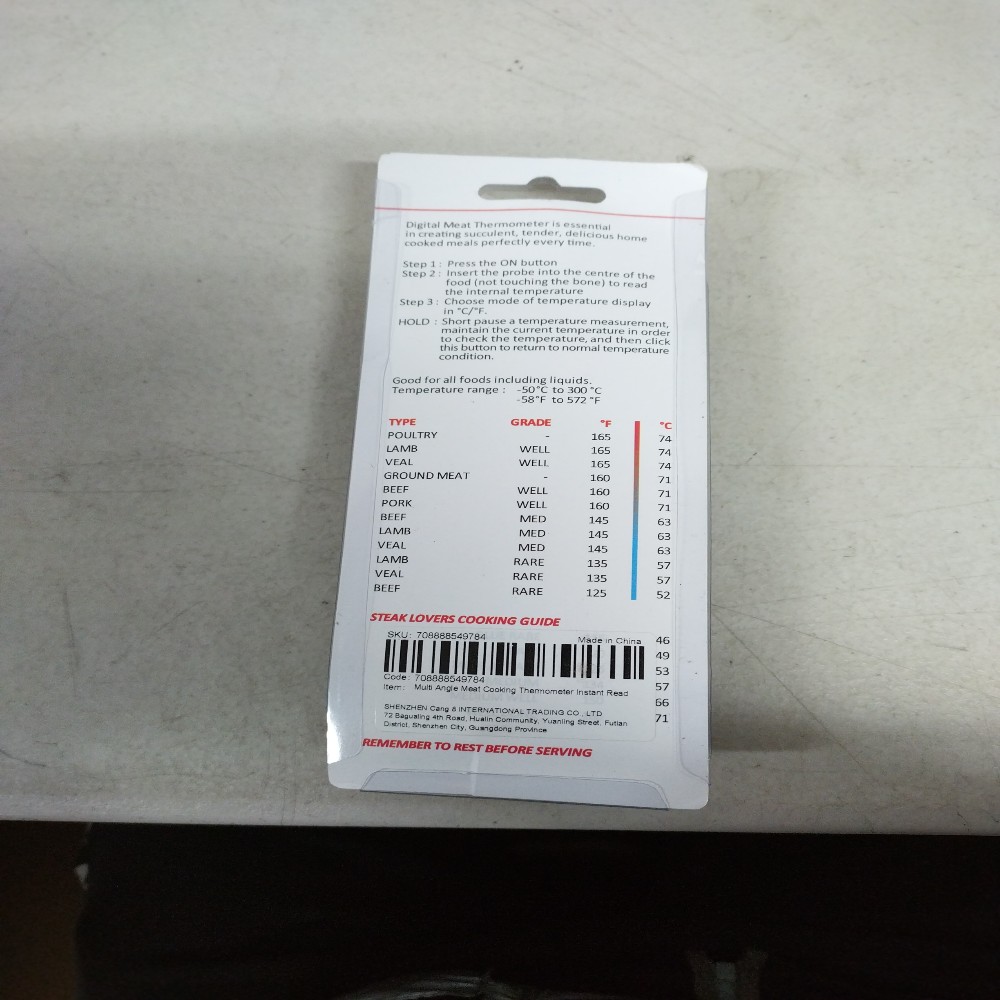 Digital Meat Thermometer is essential
in creating succulent, tender, delicious home
cooked meals perfectly every time.
Step 1 : Press the ON button
Step 2 : Insert the probe into the centre of the
food (not touching the bone) to read
the internal temperature
Step 3 : Choose mode of temperature display
in °C/°F.
HOLD : Short pause a temperature measurement,
maintain the current temperature in order
to check the temperature, and then click
this button to return to normal temperature
condition.
Good for all foods including liquids.
Temperature range : -50°C to 300 °C
-58°F to 572 °F
TYPE GRADE °F °C
POULTRY - 165 74
LAMB WELL 165 74
VEAL WELL 165 74
GROUND MEAT - 160 71
BEEF WELL 160 71
PORK WELL 160 71
BEEF MED 145 63
LAMB MED 145 63
VEAL MED 145 63
LAMB RARE 135 57
VEAL RARE 135 57
BEEF RARE 125 52
STEAK LOVERS COOKING GUIDE
SKU: 708888549784 Made in China 46
49
53
Code: 708888549784 57
Item: Multi Angle Meat Cooking Thermometer Instant Read
66
SHENZHEN Cang & INTERNATIONAL TRADING CO.,LTD
72 Bagualing 4th Road, Hualin Community, Yuanling Street, Futian 71
District, Shenzhen City, Guangdong Province
REMEMBER TO REST BEFORE SERVING